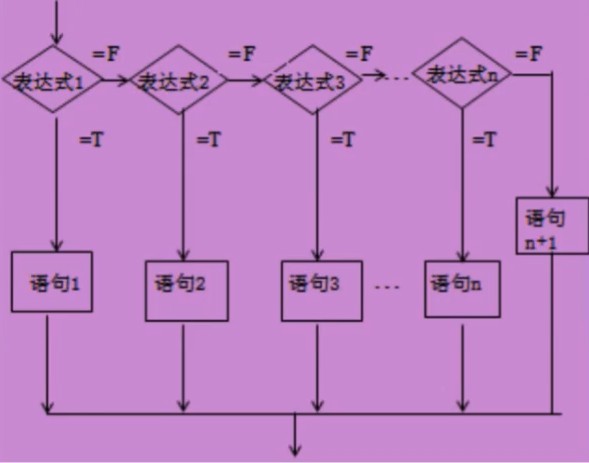 =F =F =F =F
表达式1 表达式2 表达式3 ... 表达式n
=T =T =T =T
语句
n+1
语句1 语句2 语句3 ... 语句n